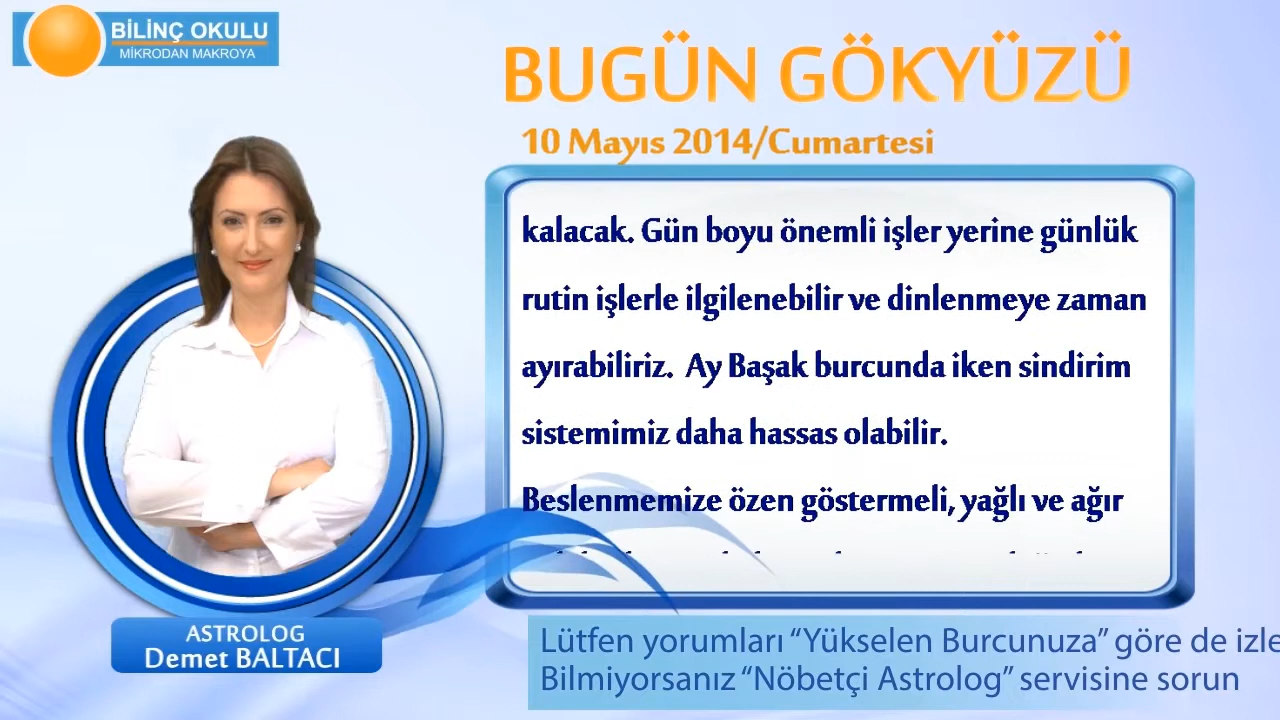 BİLİNÇ OKULU
MİKRODAN MAKROYA
BUGÜN GÖKYÜZÜ
10 Mayıs 2014/Cumartesi
kalacak. Gün boyu önemli işler yerine günlük
rutin işlerle ilgilenebilir ve dinlenmeye zaman
ayırabiliriz. Ay Başak burcunda iken sindirim
sistemimiz daha hassas olabilir.
Beslenmemize özen göstermeli, yağlı ve ağır
ASTROLOG
Demet BALTACI
Lütfen yorumları “Yükselen Burcunuza” göre de izle
Bilmiyorsanız “Nöbetçi Astrolog” servisine sorun